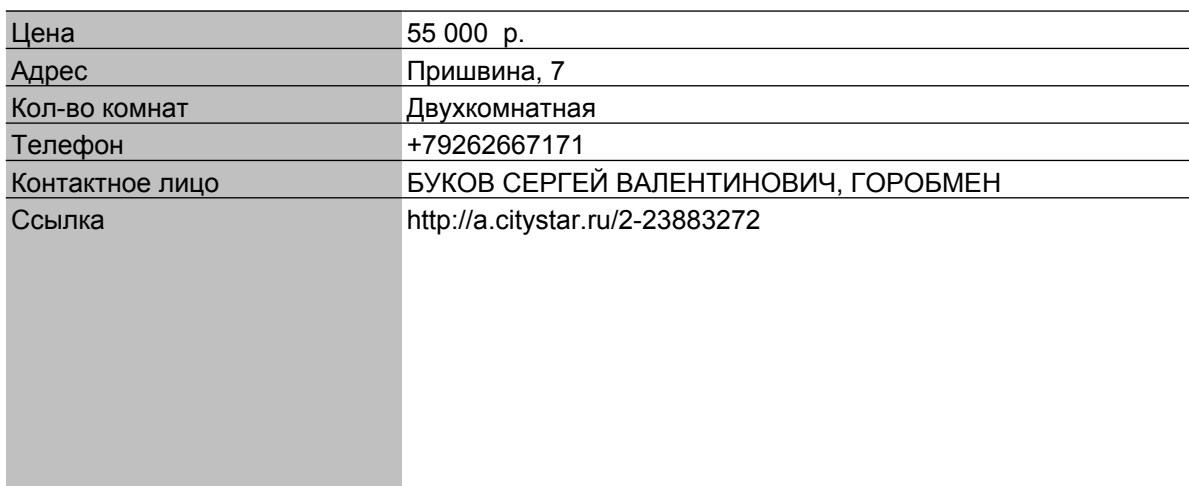 Цена 55 000 р.
Адрес Пришвина, 7
Кол-во комнат Двухкомнатная
Телефон +79262667171
Контактное лицо БУКОВ СЕРГЕЙ ВАЛЕНТИНОВИЧ, ГОРОБМЕН
Ссылка http://a.citystar.ru/2-23883272